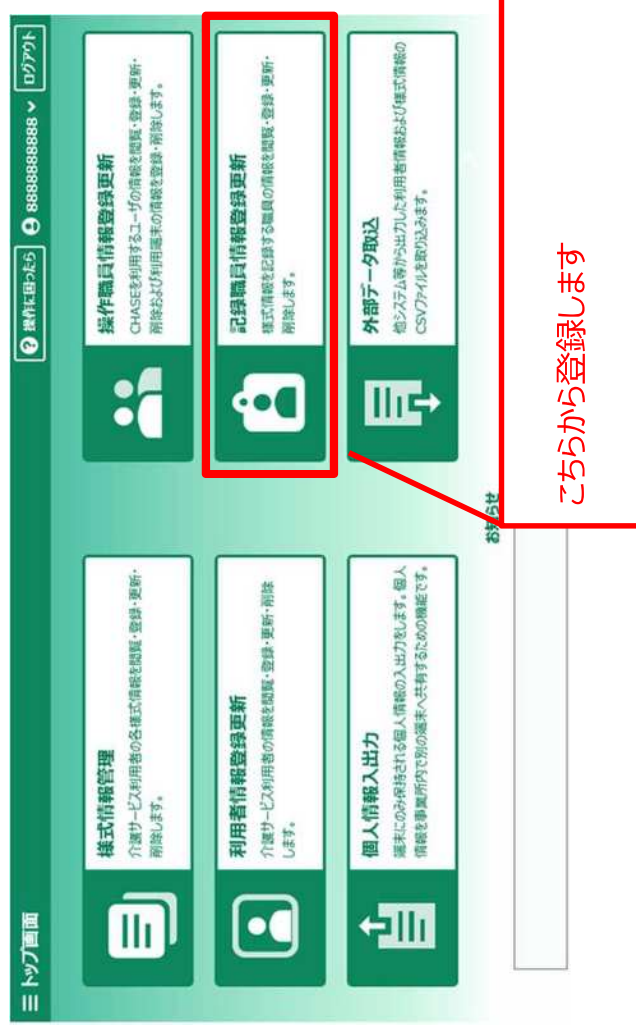 トップ画面
操作に困ったら
88888888888
ログアウト
様式情報管理
介護サービス利用者の各様式情報を閲覧・登録・更新・
削除します。
操作職員情報登録更新
CHASEを利用するユーザの情報を閲覧・登録・更新・
削除および利用端末の情報を登録・削除します。
利用者情報登録更新
介護サービス利用者の情報を閲覧・登録・更新・削除
します。
記録職員情報登録更新
様式情報を記録する職員の情報を閲覧・登録・更新・
削除します。
個人情報入出力
端末にのみ保持される個人情報の入出力をします。個人
情報を事業所内で別の端末へ共有するための機能です。
外部データ取込
他システム等から出力した利用者情報および様式情報の
CSVファイルを取り込みます。
お知らせ
こちらから登録します